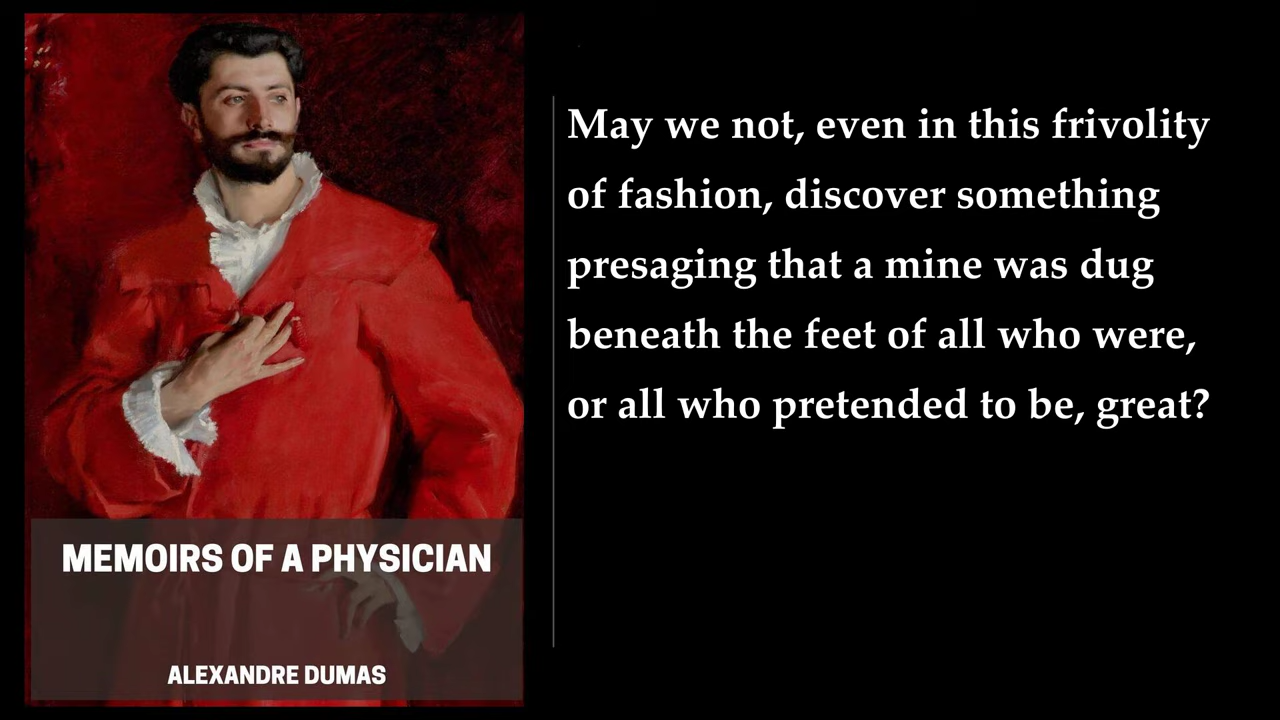 May we not, even in this frivolity
of fashion, discover something
presaging that a mine was dug
beneath the feet of all who were,
or all who pretended to be, great?
MEMOIRS OF A PHYSICIAN
ALEXANDRE DUMAS